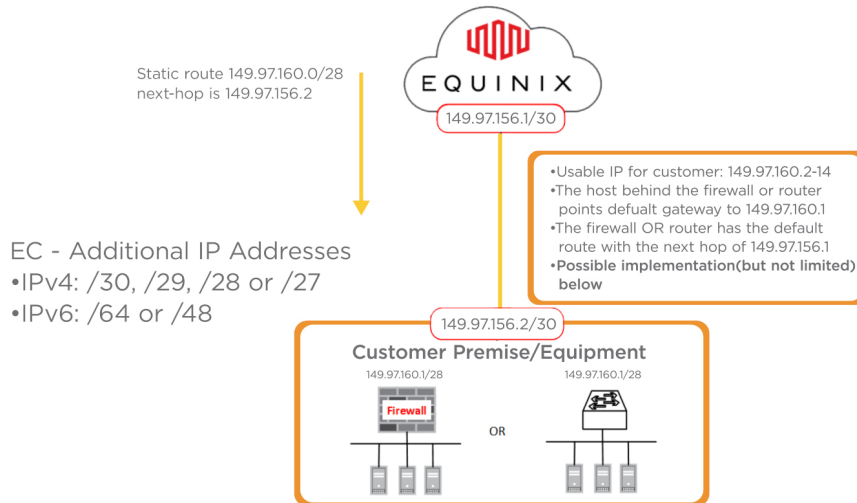 EQUINIX
Static route 149.97.160.0/28
next-hop is 149.97.156.2
149.97.156.1/30
•Usable IP for customer: 149.97.160.2-14
•The host behind the firewall or router
points defualt gateway to 149.97.160.1
•The firewall OR router has the default
route with the next hop of 149.97.156.1
•Possible implementation(but not limited)
below
EC - Additional IP Addresses
•IPv4: /30, /29, /28 or /27
•IPv6: /64 or /48
149.97.156.2/30
Customer Premise/Equipment
149.97.160.1/28
149.97.160.1/28
Firewall
OR